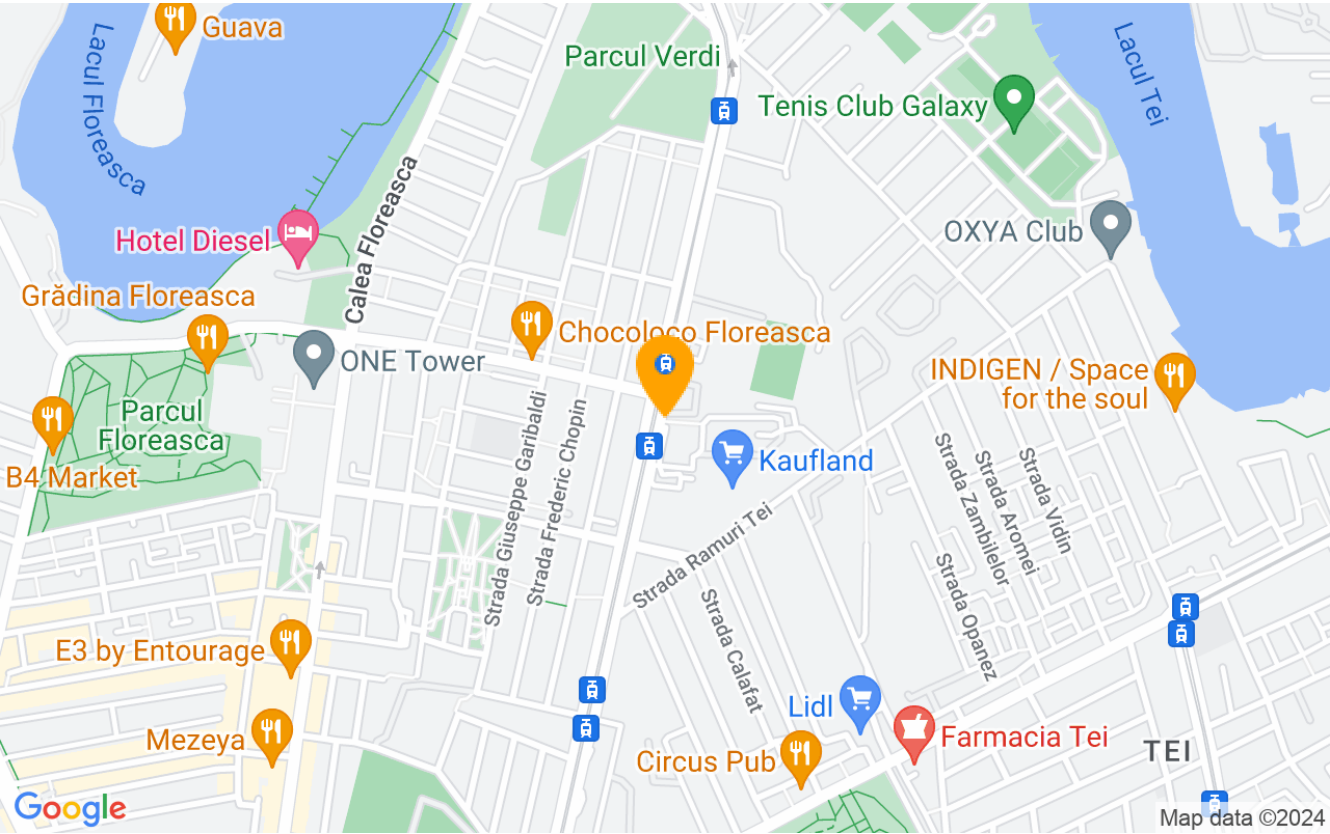 Guava
Lacul Floreasca
Parcul Verdi
Lacul Tei
Tenis Club Galaxy
Calea Floreasca
Hotel Diesel
OXYA Club
Grădina Floreasca
Chocoloco Floreasca
ONE Tower
INDIGEN / Space
for the soul
Parcul
Floreasca
B4 Market
Strada Giuseppe Garibaldi
Strada Frederic Chopin
Kaufland
Strada Zambilelor
Strada Aromei
Strada Vidin
Strada Ramuri Tei
Strada Opanez
Strada Calafat
E3 by Entourage
Mezeya
Lidl
Farmacia Tei
Circus Pub
TEI
Google
Map data ©2024